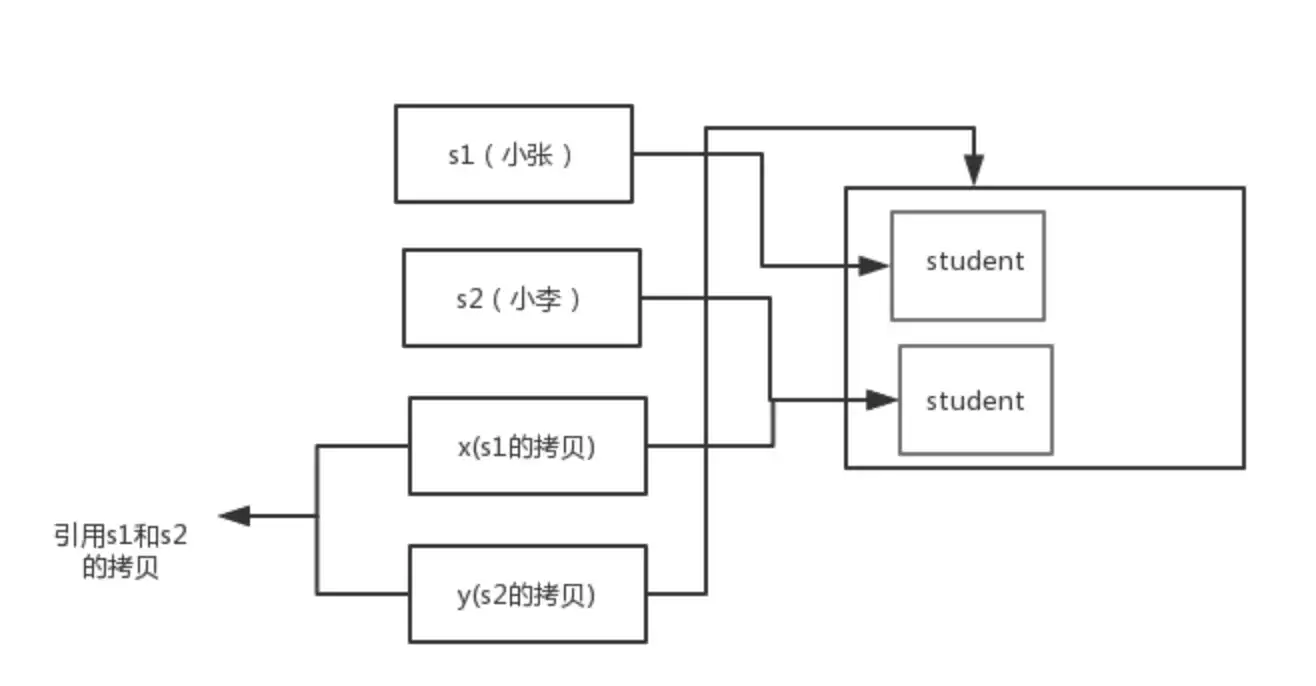 s1（小张）
student
s2（小李）
student
x(s1的拷贝)
引用s1和s2
的拷贝
y(s2的拷贝)